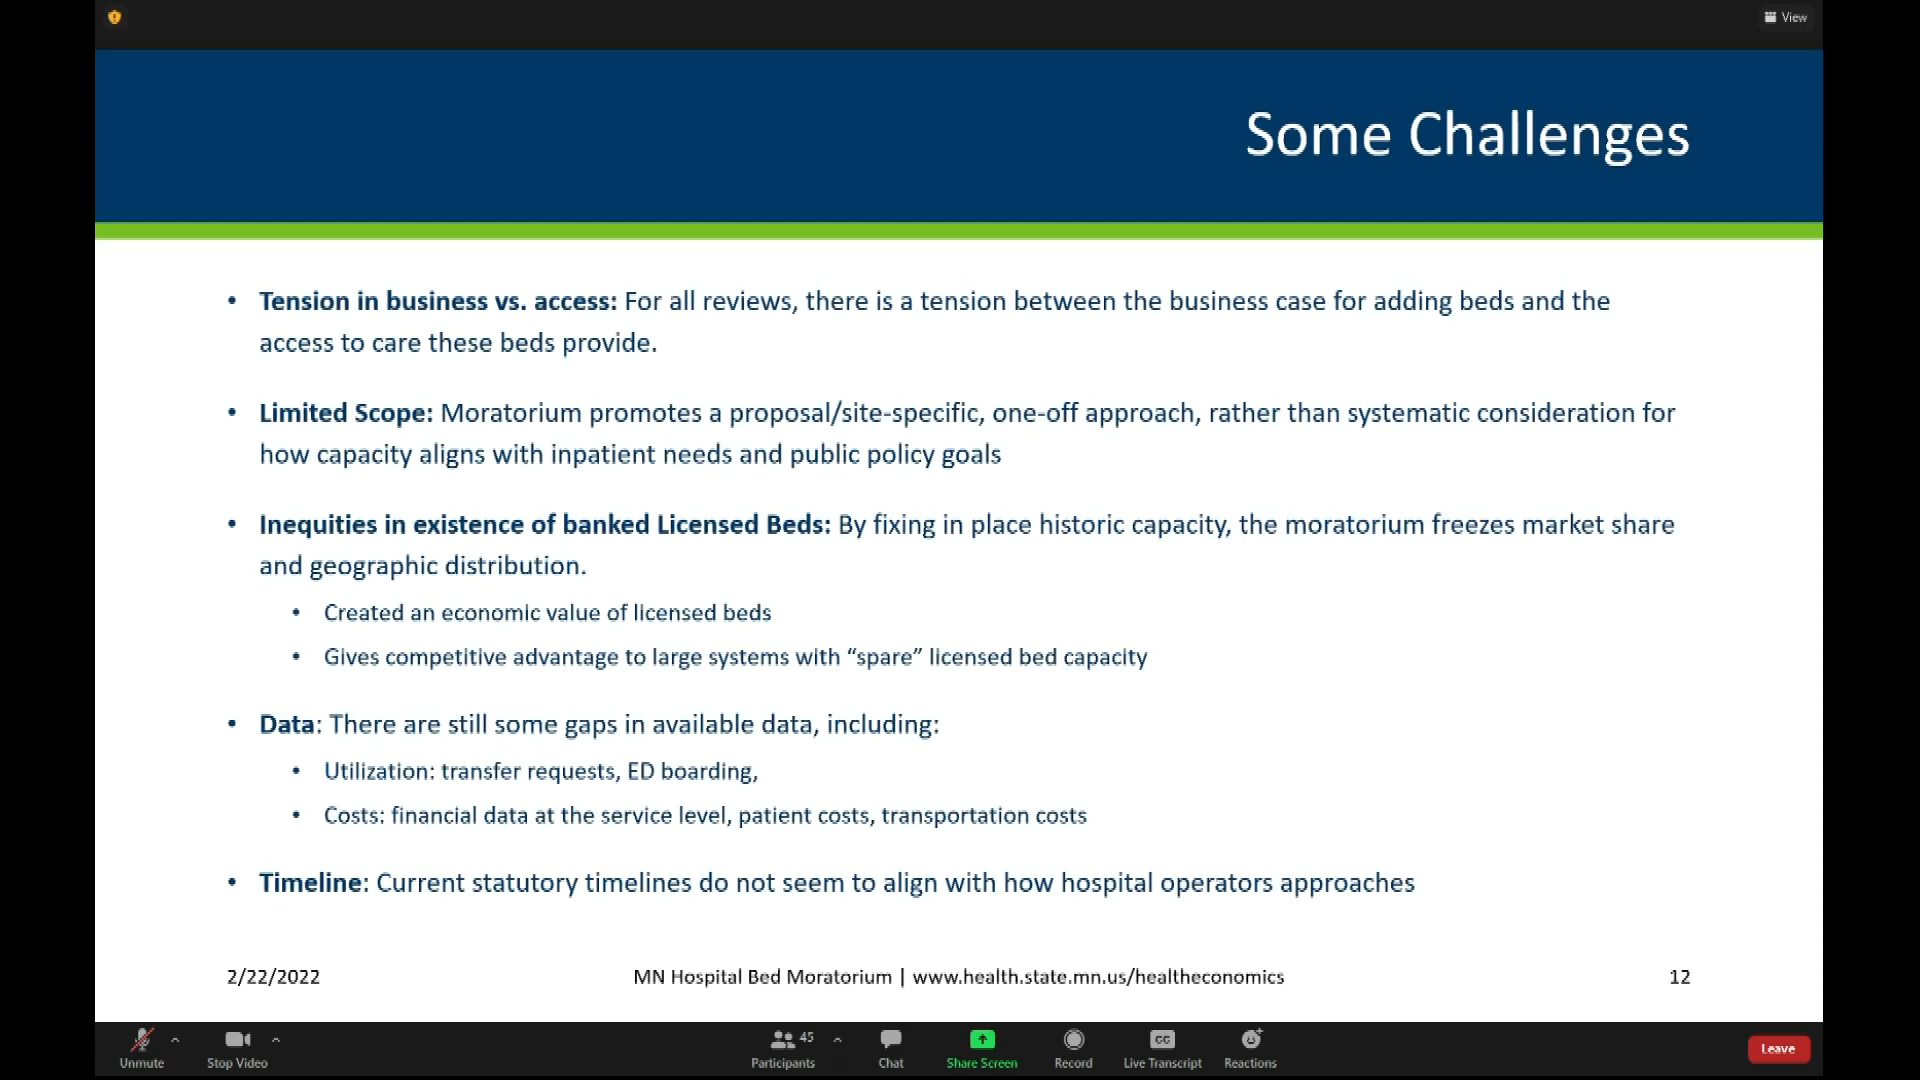 View
Some Challenges
• Tension in business vs. access: For all reviews, there is a tension between the business case for adding beds and the
access to care these beds provide.
• Limited Scope: Moratorium promotes a proposal/site-specific, one-off approach, rather than systematic consideration for
how capacity aligns with inpatient needs and public policy goals
• Inequities in existence of banked Licensed Beds: By fixing in place historic capacity, the moratorium freezes market share
and geographic distribution.
• Created an economic value of licensed beds
• Gives competitive advantage to large systems with “spare” licensed bed capacity
• Data: There are still some gaps in available data, including:
• Utilization: transfer requests, ED boarding,
• Costs: financial data at the service level, patient costs, transportation costs
• Timeline: Current statutory timelines do not seem to align with how hospital operators approaches
2/22/2022 MN Hospital Bed Moratorium | www.health.state.mn.us/healtheconomics 12
45 CC
Unmute Stop Video Participants Chat Share Screen Record Live Transcript Reactions Leave